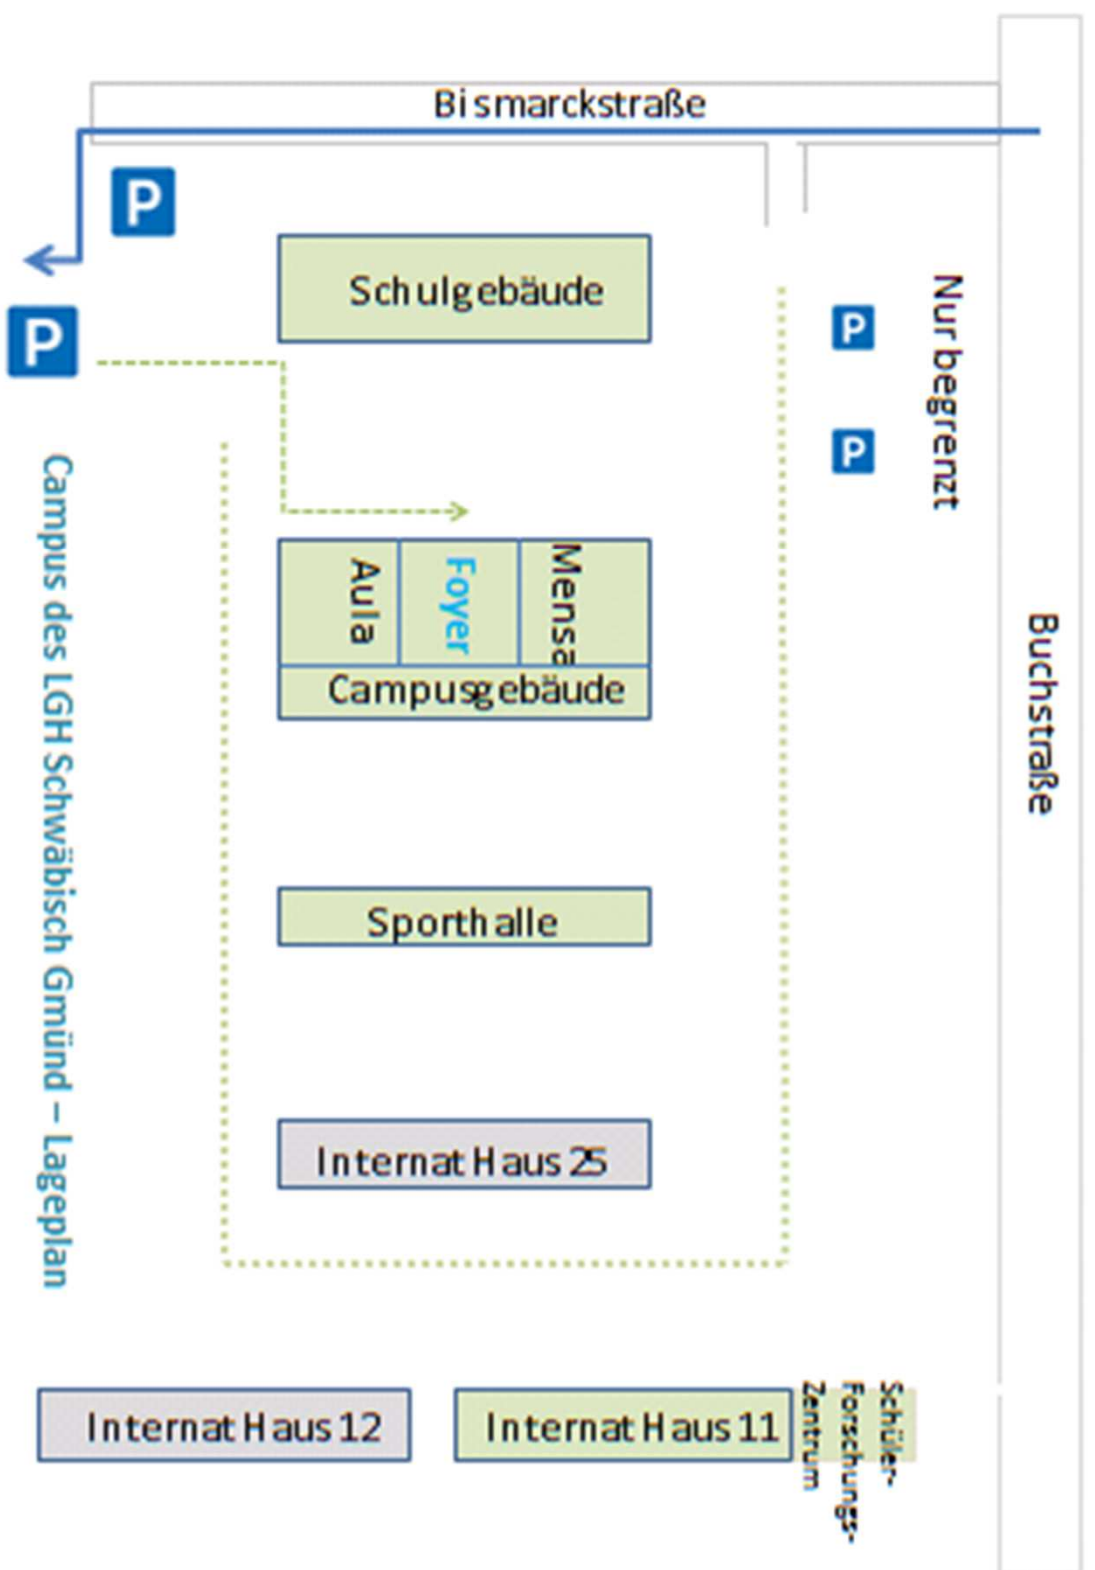 Bismarckstraße
P
Schulgebäude
P
P
Nur begrenzt
P
Aula
Foyer
Mensa
Campusgebäude
Buchstraße
Campus des LGH Schwäbisch Gmünd – Lageplan
Sporthalle
Internat Haus 25
Internat Haus 12
Internat Haus 11
Schüler-
Forschungs-
Zentrum